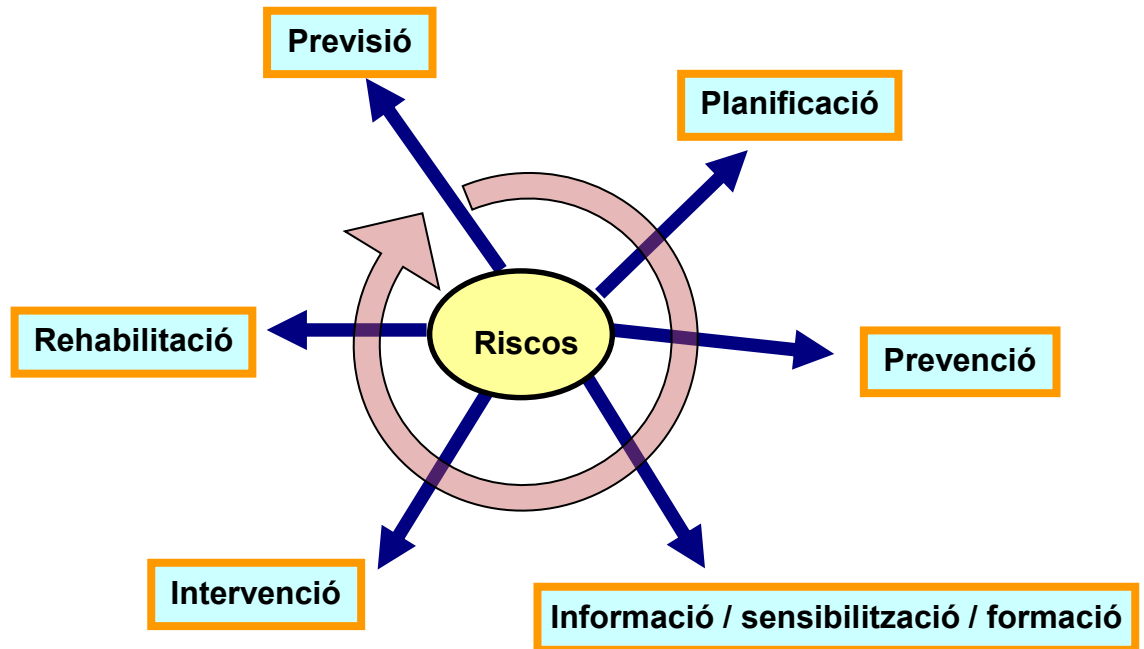 Previsió
Planificació
Rehabilitació
Riscos
Prevenció
Intervenció
Informació / sensibilització / formació